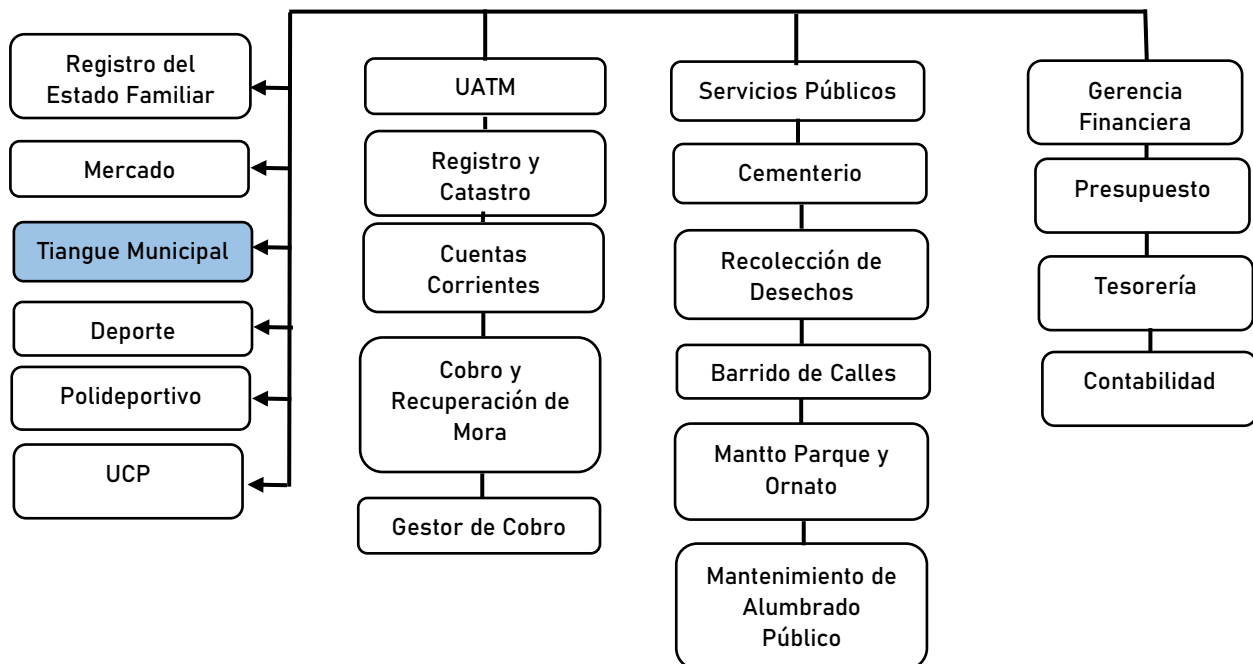 Registro del
Estado Familiar
Mercado
Tiangue Municipal
Deporte
Polideportivo
UCP
UATM
Registro y
Catastro
Cuentas
Corrientes
Cobro y
Recuperación de
Mora
Gestor de Cobro
Servicios Públicos
Cementerio
Recolección de
Desechos
Barrido de Calles
Mantto Parque y
Ornato
Mantenimiento de
Alumbrado
Público
Gerencia
Financiera
Presupuesto
Tesorería
Contabilidad